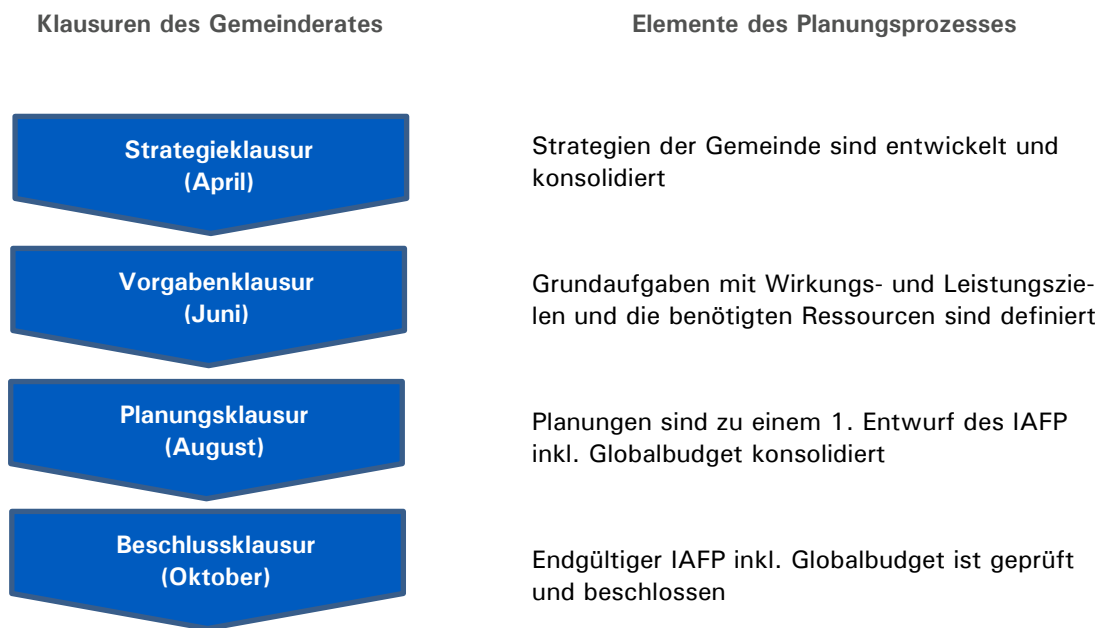 Klausuren des Gemeinderates
Elemente des Planungsprozesses
Strategieklausur
(April)
Strategien der Gemeinde sind entwickelt und
konsolidiert
Vorgabenklausur
(Juni)
Grundaufgaben mit Wirkungs- und Leistungszie-
len und die benötigten Ressourcen sind definiert
Planungsklausur
(August)
Planungen sind zu einem 1. Entwurf des IAFP
inkl. Globalbudget konsolidiert
Beschlussklausur
(Oktober)
Endgültiger IAFP inkl. Globalbudget ist geprüft
und beschlossen